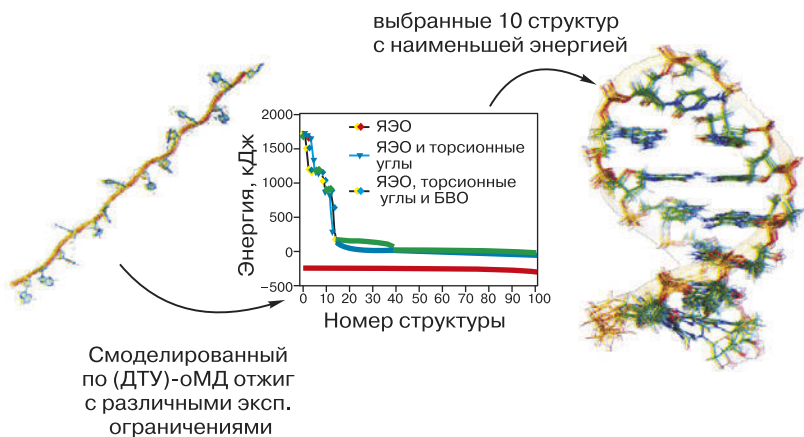 выбранные 10 структур
с наименьшей энергией
Энергия, кДж
2000
1500
1000
500
0
−500
ЯЭО
ЯЭО и торсионные
углы
ЯЭО, торсионные
углы и БВО
0 10 20 30 40 50 60 70 80 90 100
Номер структуры
Смоделированный
по (ДТУ)-оМД отжиг
с различными эксп.
ограничениями